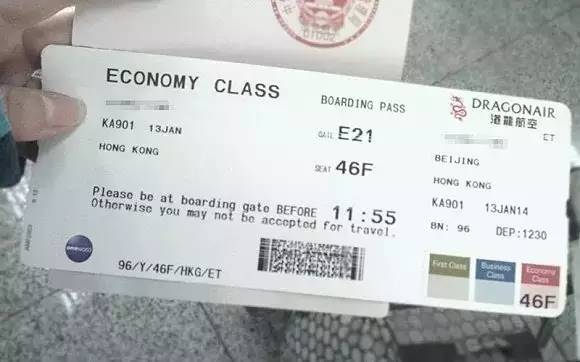 ECONOMY CLASS
KA901 13JAN
HONG KONG
Please be at boarding gate BEFORE 11:55
Otherwise you may not be accepted for travel.
oneworld
96/Y/46F/HKG/ET
BOARDING PASS
GATE E21
SEAT 46F
DRAGONAIR
港龍航空
ET
BEIJING
HONG KONG
KA901 13JAN14
BN: 96 DEP:1230
First Class
Business Class
Economy Class
46F